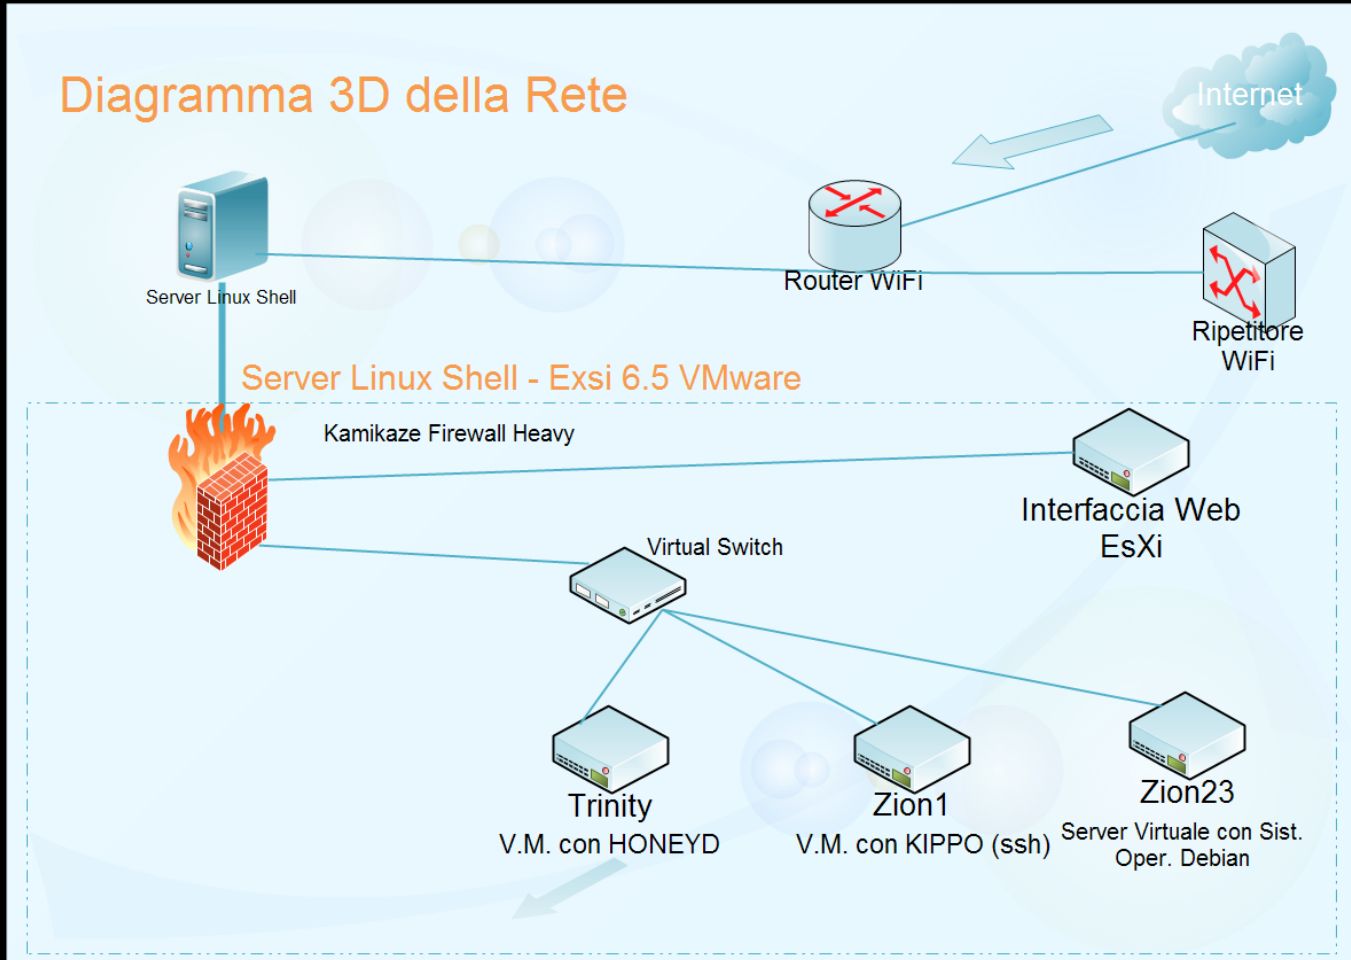 Diagramma 3D della Rete
Internet
Router WiFi
Ripetitore
WiFi
Server Linux Shell
Server Linux Shell - Exsi 6.5 VMware
Kamikaze Firewall Heavy
Interfaccia Web
EsXi
Virtual Switch
Trinity
V.M. con HONEYD
Zion1
V.M. con KIPPO (ssh)
Zion23
Server Virtuale con Sist.
Oper. Debian